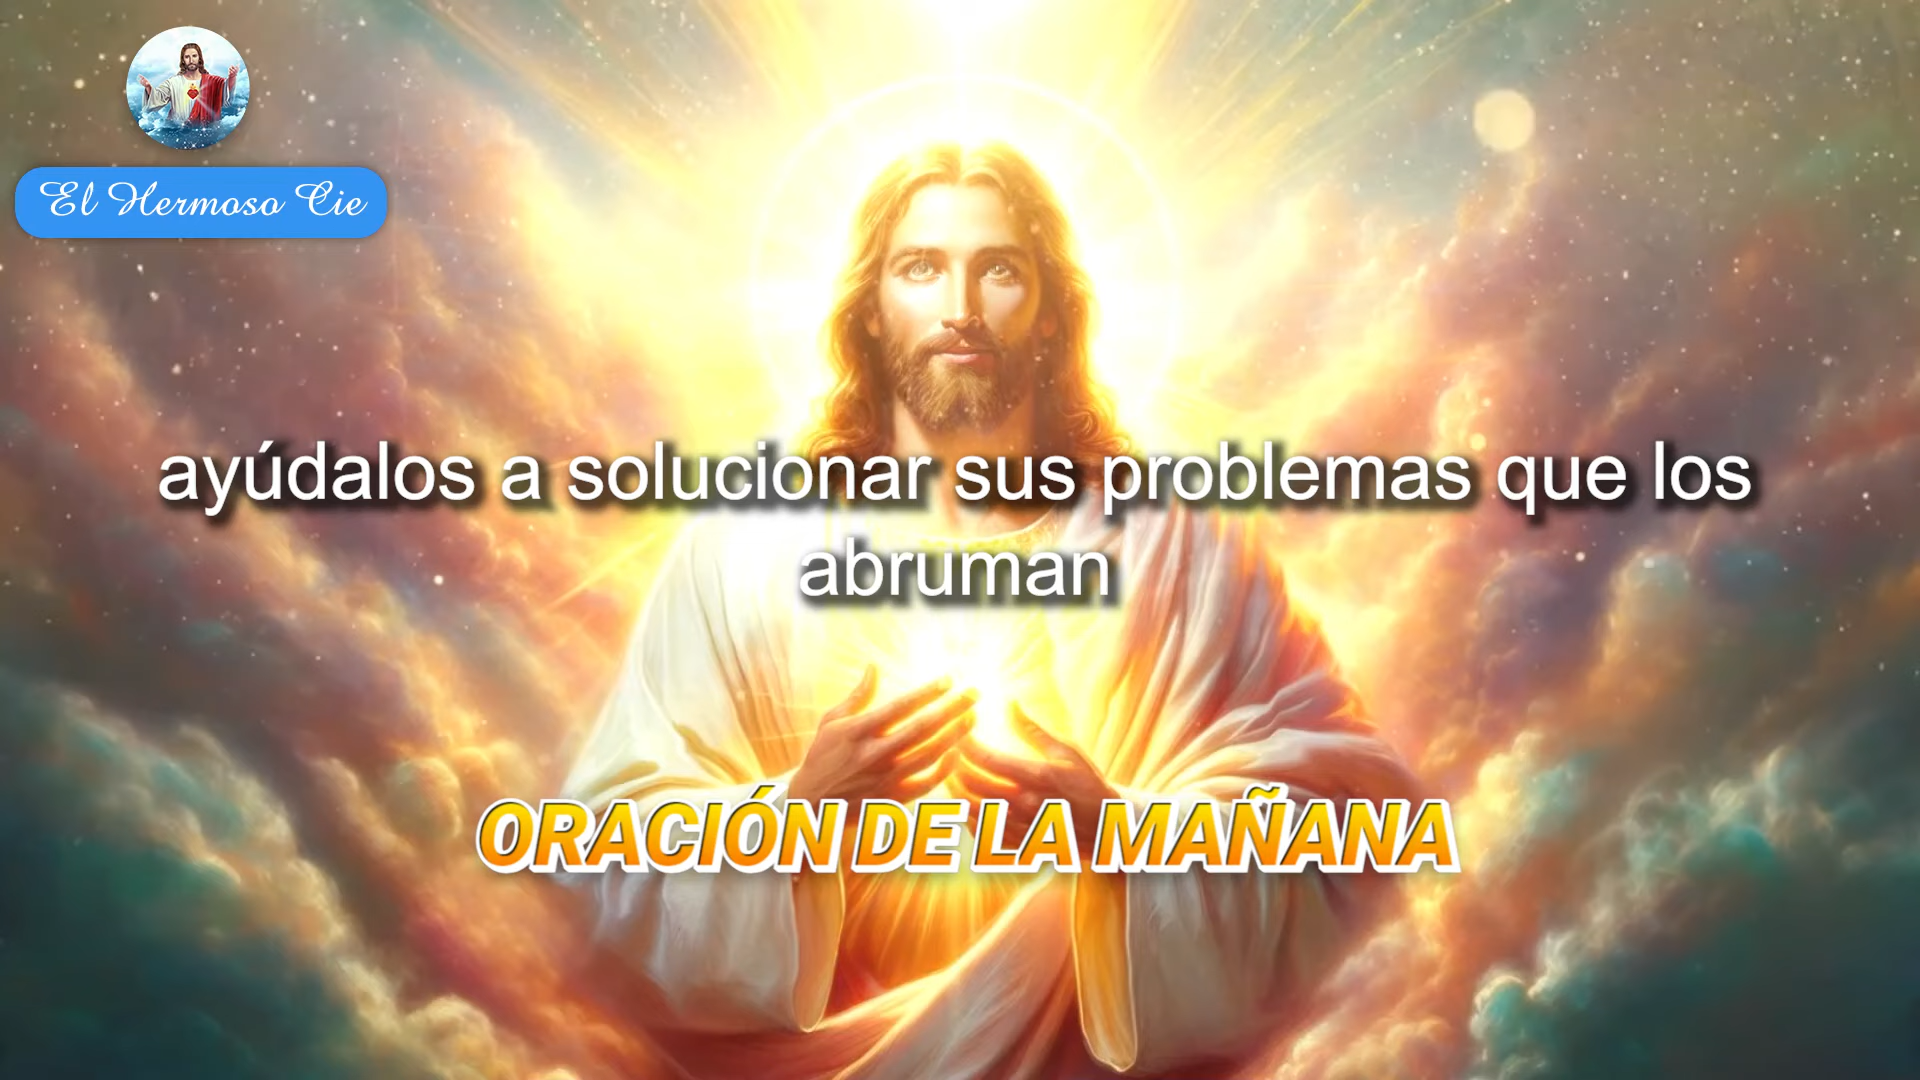 El Hermoso Cie
ayúdalos a solucionar sus problemas que los
abruman
ORACIÓN DE LA MAÑANA